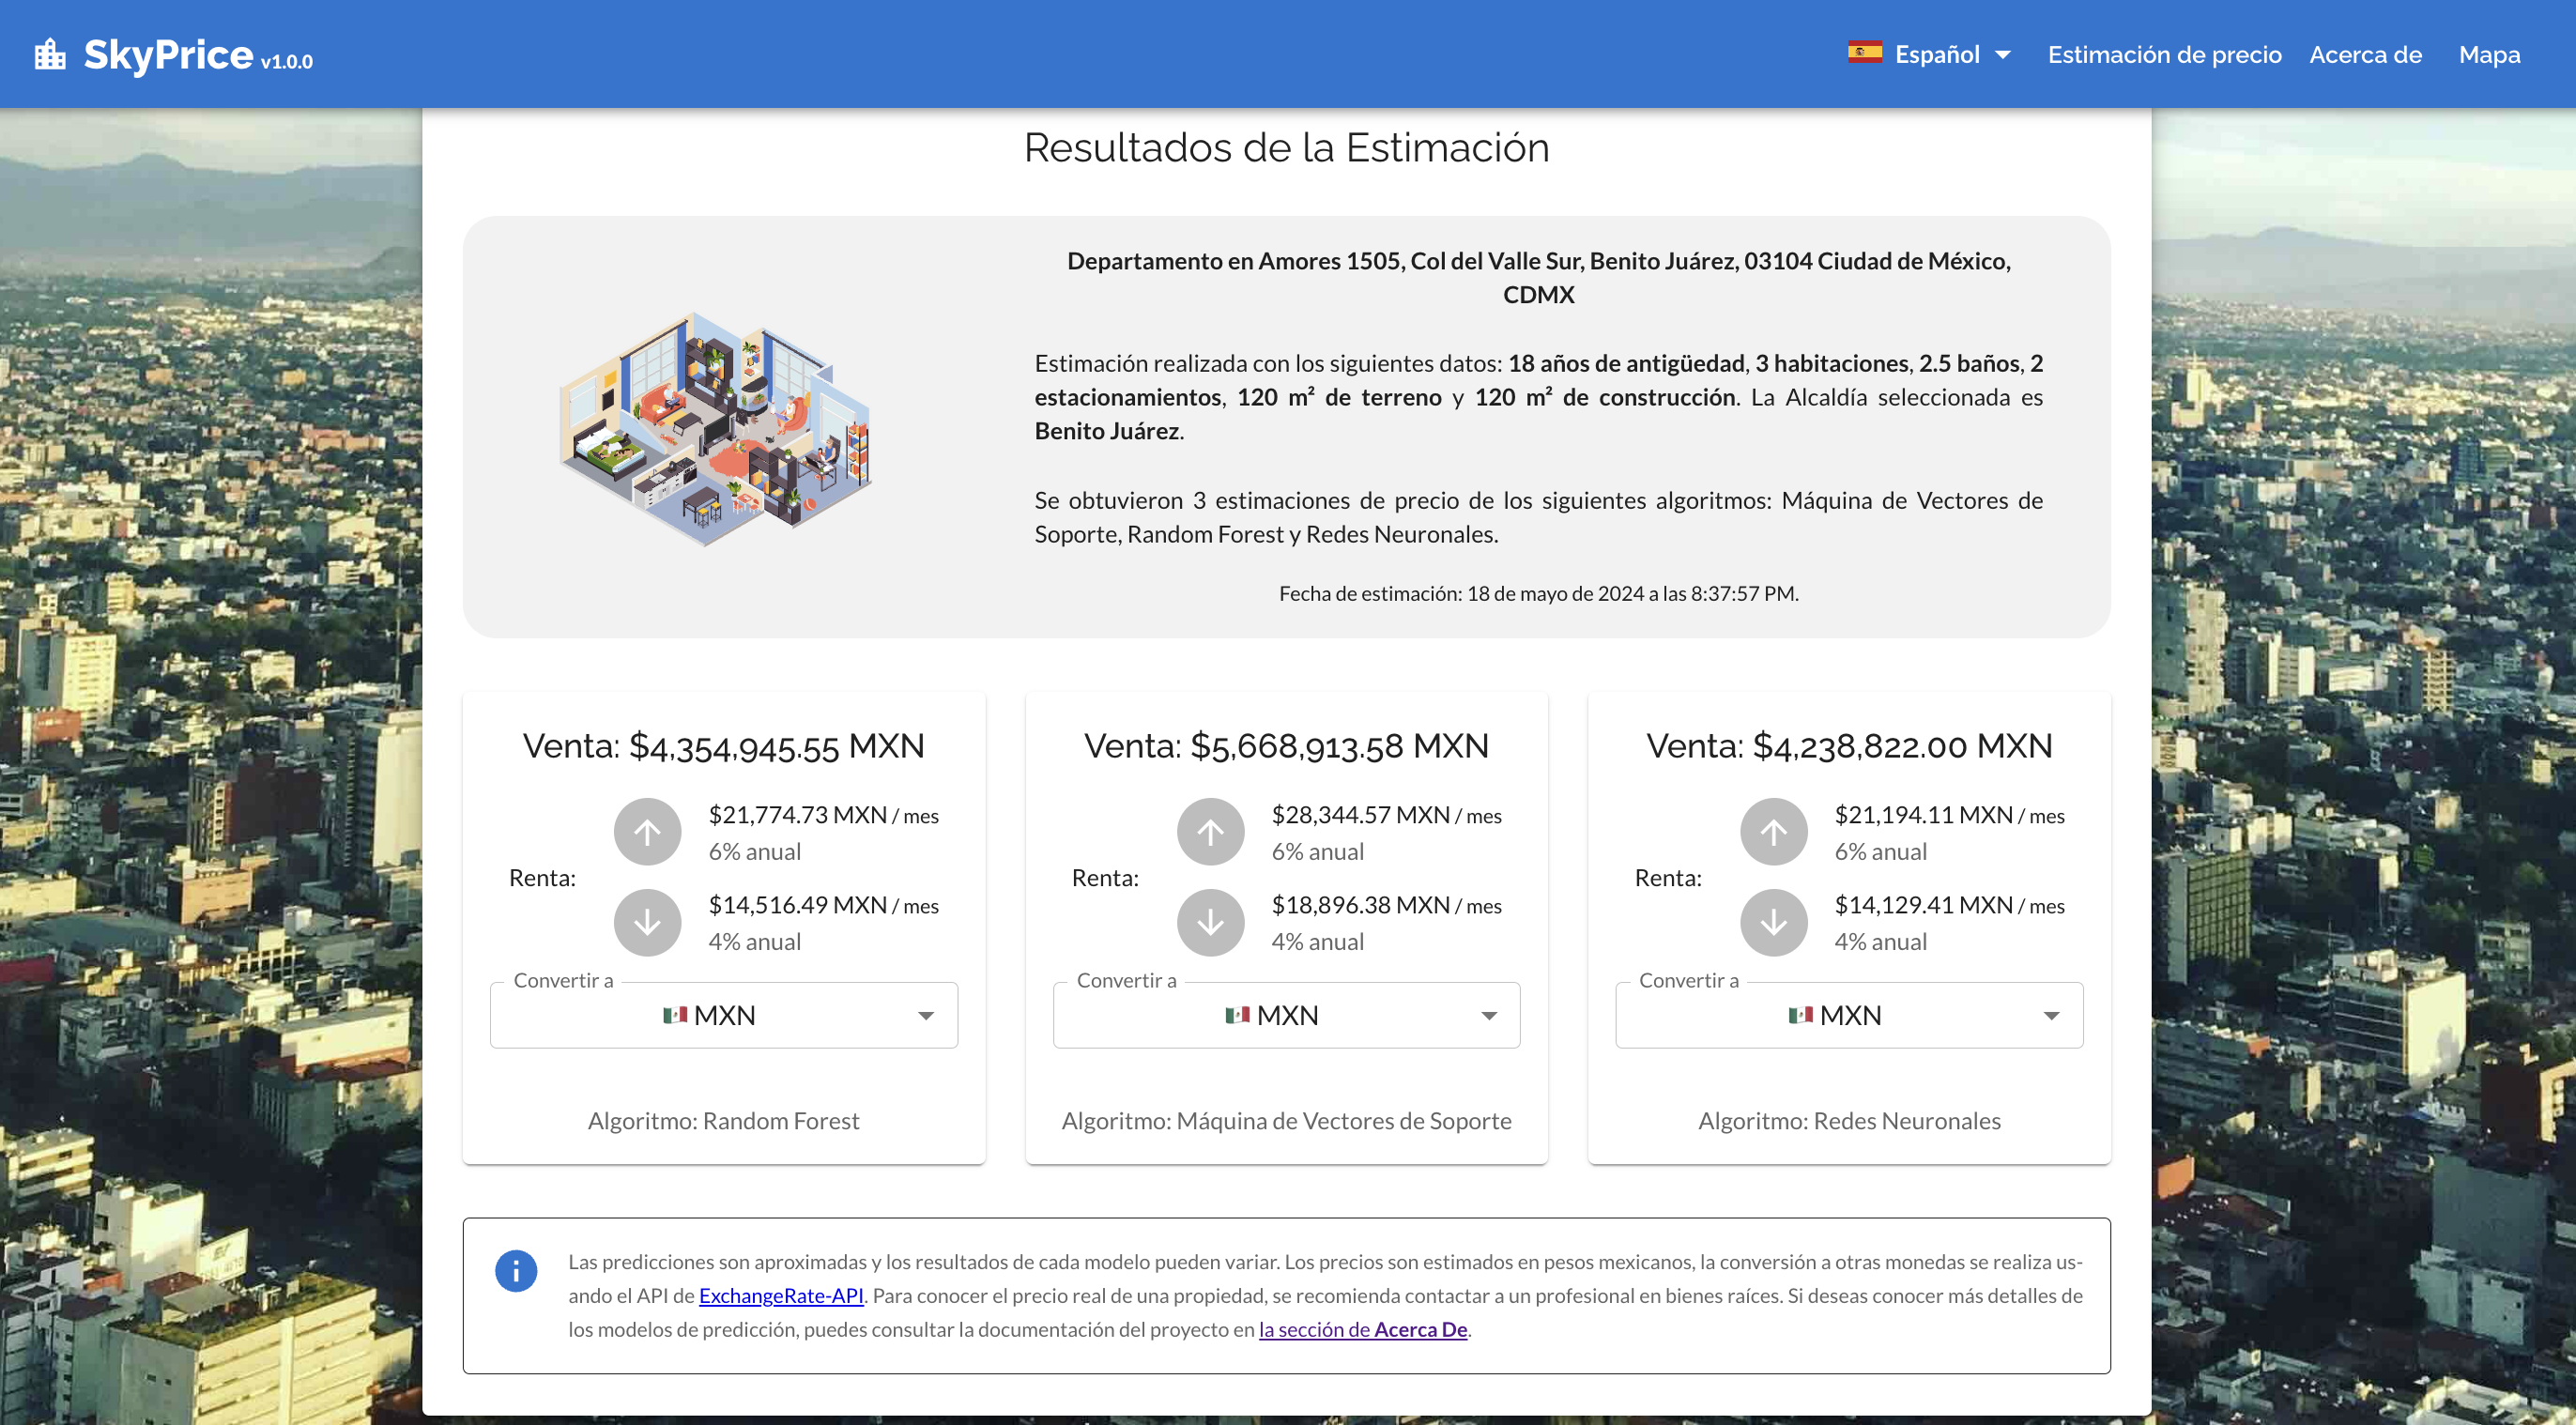 SkyPrice v1.0.0
Español
Estimación de precio
Acerca de
Mapa
Resultados de la Estimación
Departamento en Amores 1505, Col del Valle Sur, Benito Juárez, 03104 Ciudad de México,
CDMX
Estimación realizada con los siguientes datos: 18 años de antigüedad, 3 habitaciones, 2.5 baños, 2
estacionamientos, 120 m² de terreno y 120 m² de construcción. La Alcaldía seleccionada es
Benito Juárez.
Se obtuvieron 3 estimaciones de precio de los siguientes algoritmos: Máquina de Vectores de
Soporte, Random Forest y Redes Neuronales.
Fecha de estimación: 18 de mayo de 2024 a las 8:37:57 PM.
Venta: $4,354,945.55 MXN
Renta:
$21,774.73 MXN / mes
6% anual
$14,516.49 MXN / mes
4% anual
Convertir a
MXN
Algoritmo: Random Forest
Venta: $5,668,913.58 MXN
Renta:
$28,344.57 MXN / mes
6% anual
$18,896.38 MXN / mes
4% anual
Convertir a
MXN
Algoritmo: Máquina de Vectores de Soporte
Venta: $4,238,822.00 MXN
Renta:
$21,194.11 MXN / mes
6% anual
$14,129.41 MXN / mes
4% anual
Convertir a
MXN
Algoritmo: Redes Neuronales
Las predicciones son aproximadas y los resultados de cada modelo pueden variar. Los precios son estimados en pesos mexicanos, la conversión a otras monedas se realiza us-
ando el API de ExchangeRate-API. Para conocer el precio real de una propiedad, se recomienda contactar a un profesional en bienes raíces. Si deseas conocer más detalles de
los modelos de predicción, puedes consultar la documentación del proyecto en la sección de Acerca De.